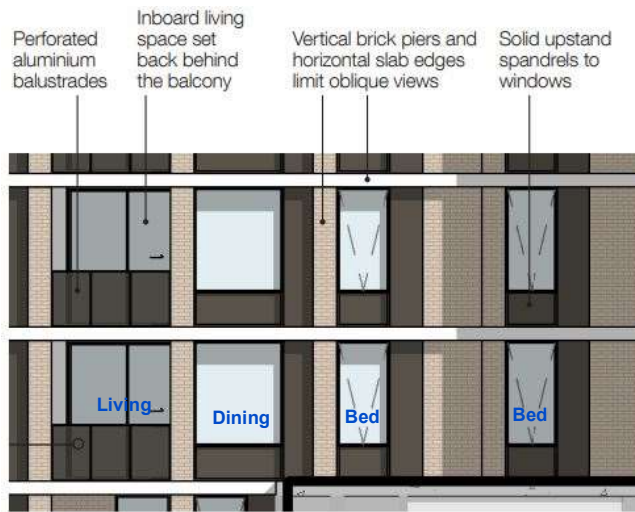 Perforated
aluminium
balustrades
Inboard living
space set
back behind
the balcony
Vertical brick piers and
horizontal slab edges
limit oblique views
Solid upstand
spandrels to
windows
Living
Dining
Bed
Bed